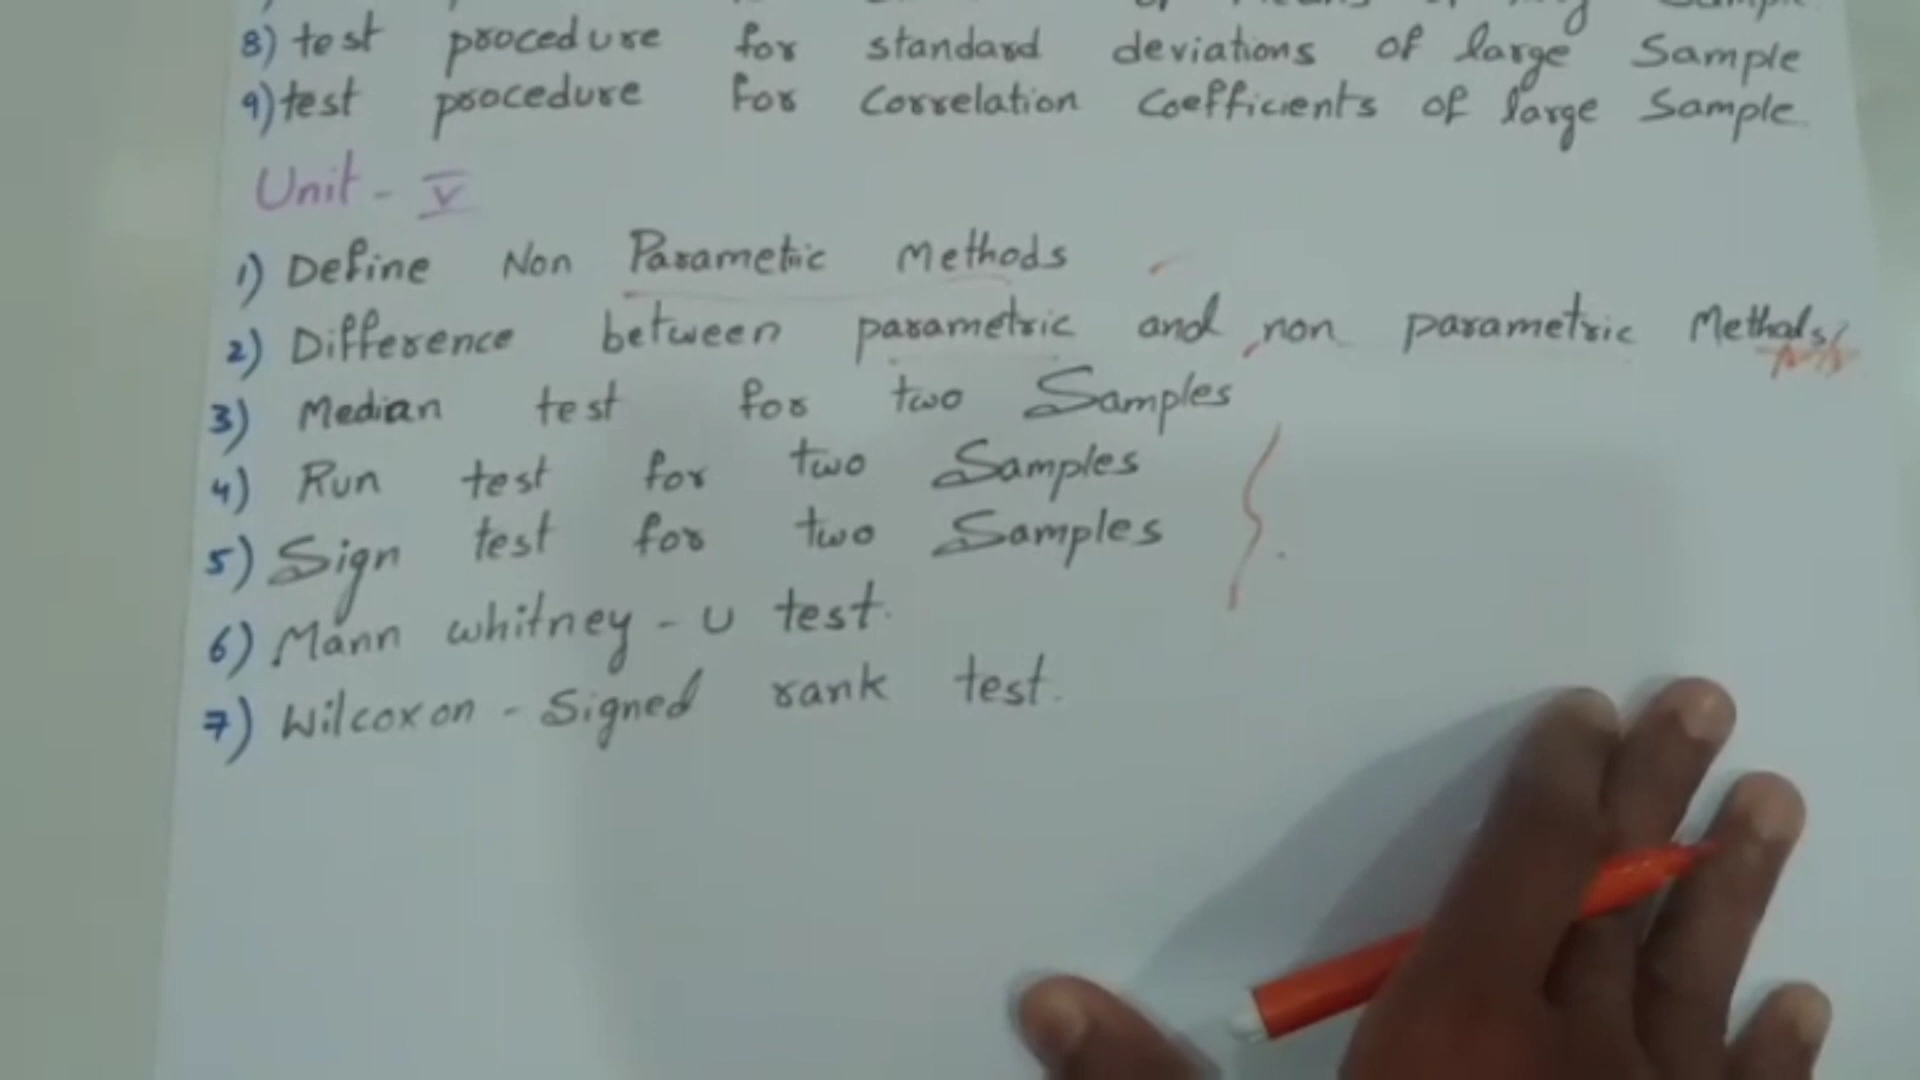 8) test procedure for standard deviations of large Sample
9) test procedure for Correlation Coefficients of large Sample
Unit - V
1) Define Non Parametric Methods
2) Difference between parametric and non parametric Methods
3) Median test for two Samples
4) Run test for two Samples
5) Sign test for two Samples
6) Mann whitney - U test.
7) Wilcoxon - Signed rank test.